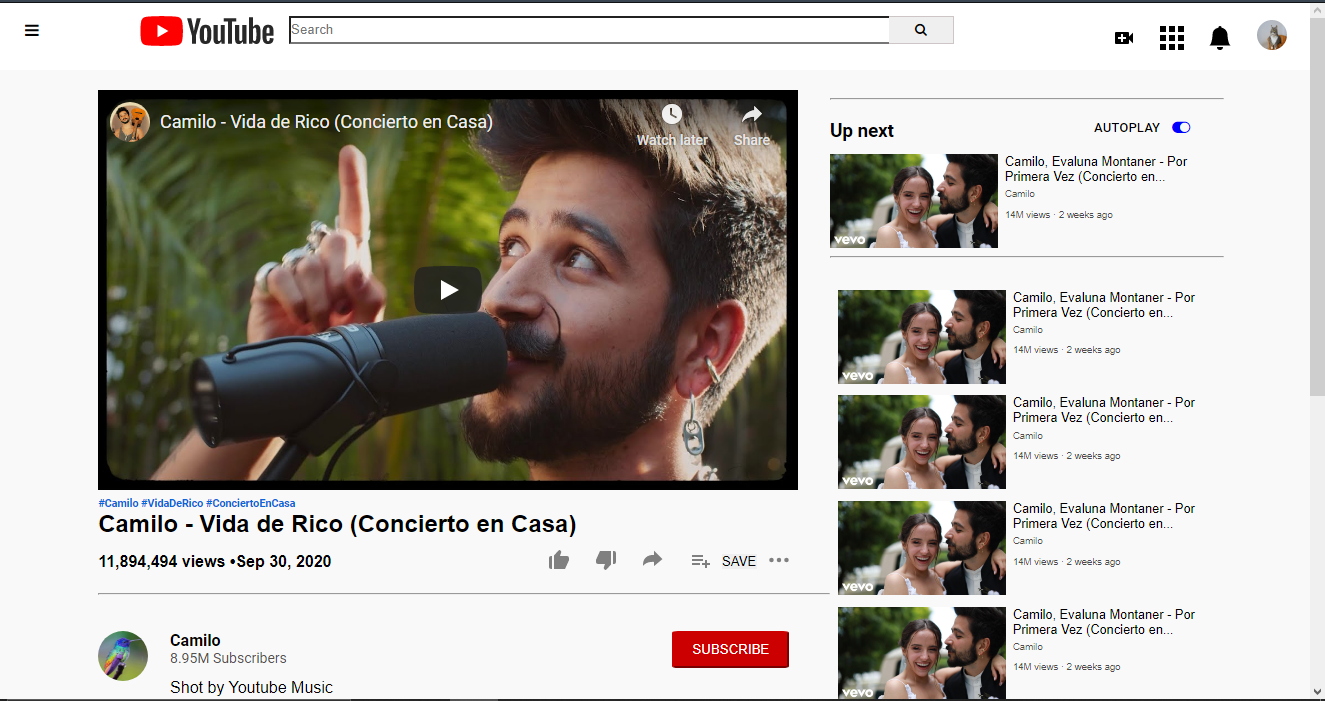 YouTube
Search
Camilo - Vida de Rico (Concierto en Casa)
Watch later
Share
#Camilo #VidaDeRico #ConciertoEnCasa
Camilo - Vida de Rico (Concierto en Casa)
11,894,494 views •Sep 30, 2020
SAVE
Camilo
8.95M Subscribers
SUBSCRIBE
Shot by Youtube Music
Up next
AUTOPLAY
vevo
Camilo, Evaluna Montaner - Por
Primera Vez (Concierto en...
Camilo
14M views · 2 weeks ago
vevo
Camilo, Evaluna Montaner - Por
Primera Vez (Concierto en...
Camilo
14M views · 2 weeks ago
vevo
Camilo, Evaluna Montaner - Por
Primera Vez (Concierto en...
Camilo
14M views · 2 weeks ago
vevo
Camilo, Evaluna Montaner - Por
Primera Vez (Concierto en...
Camilo
14M views · 2 weeks ago
vevo
Camilo, Evaluna Montaner - Por
Primera Vez (Concierto en...
Camilo
14M views · 2 weeks ago